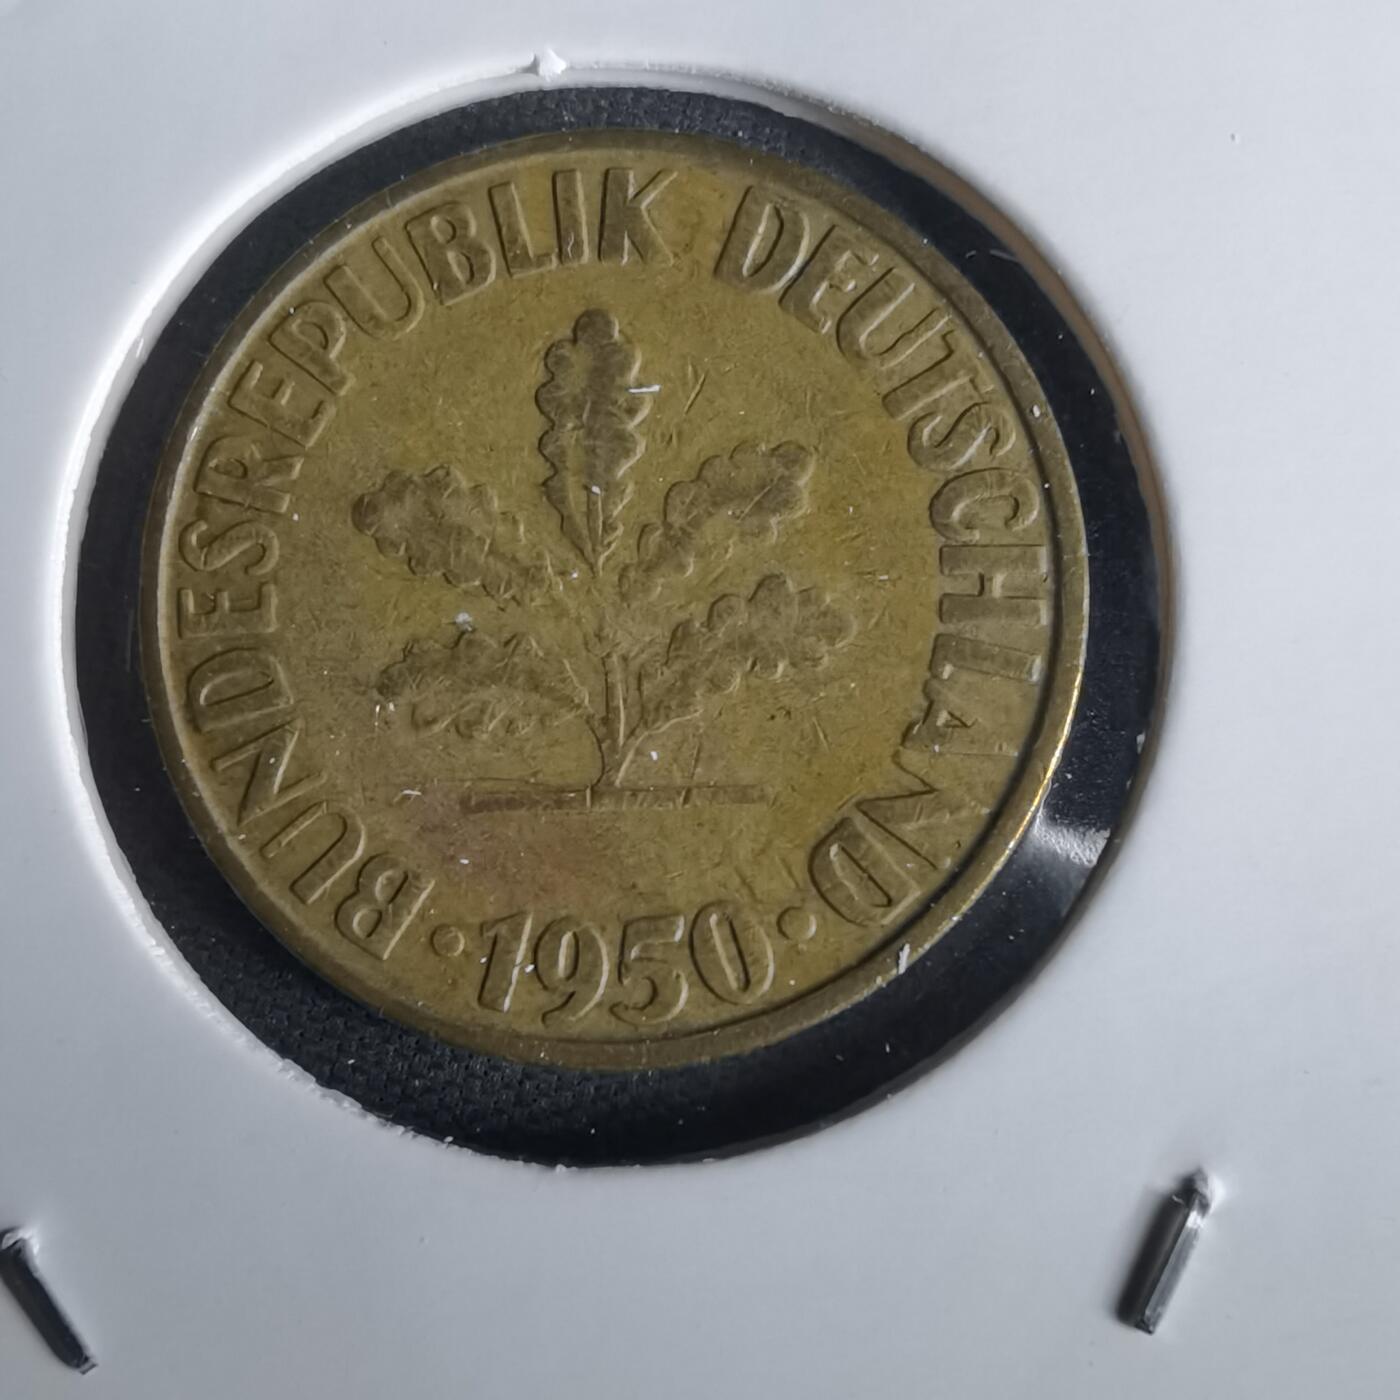 BUNDESREPUBLIK DEUTSCHLAND
· 1950 ·